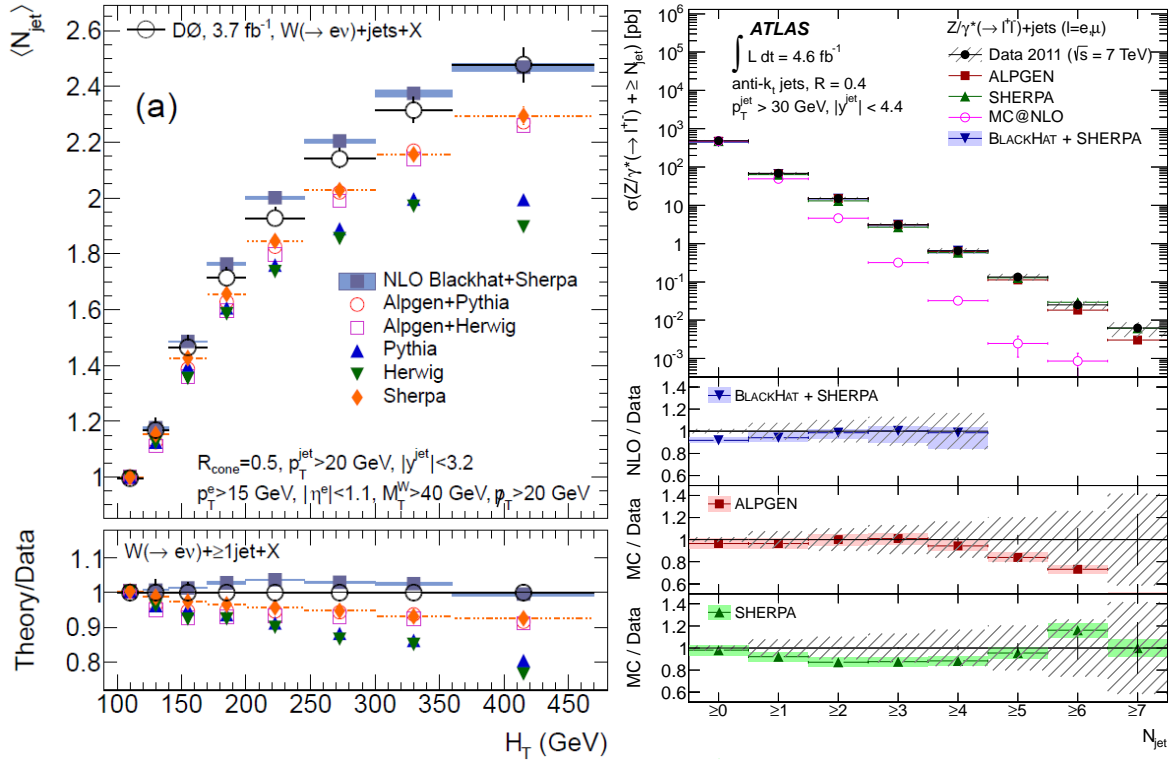 ⟨N_jet⟩
DØ, 3.7 fb⁻¹, W(→ eν)+jets+X
(a)
2.4
2.2
2
1.8
1.6
1.4
1.2
1
NLO Blackhat+Sherpa
Alpgen+Pythia
Alpgen+Herwig
Pythia
Herwig
Sherpa
R_cone=0.5, p_T^jet>20 GeV, |y^jet|<3.2
p_T^e>15 GeV, |η^e|<1.1, M_T^W>40 GeV, p̸_T>20 GeV
Theory/Data
W(→ eν)+≥1jet+X
1.1
1
0.9
0.8
100 150 200 250 300 350 400 450
H_T (GeV)
σ(Z/γ*(→ l⁺l⁻) + ≥ N_jet) [pb]
ATLAS
∫ L dt = 4.6 fb⁻¹
anti-k_t jets, R = 0.4
p_T^jet > 30 GeV, |y^jet| < 4.4
Z/γ*(→ l⁺l⁻)+jets (l=e,μ)
Data 2011 (√s = 7 TeV)
ALPGEN
SHERPA
MC@NLO
BLACKHAT + SHERPA
10⁶
10⁵
10⁴
10³
10²
10
1
10⁻¹
10⁻²
10⁻³
NLO / Data
BLACKHAT + SHERPA
1.4
1.2
1
0.8
0.6
MC / Data
ALPGEN
1.4
1.2
1
0.8
0.6
MC / Data
SHERPA
1.4
1.2
1
0.8
0.6
≥0 ≥1 ≥2 ≥3 ≥4 ≥5 ≥6 ≥7
N_jet